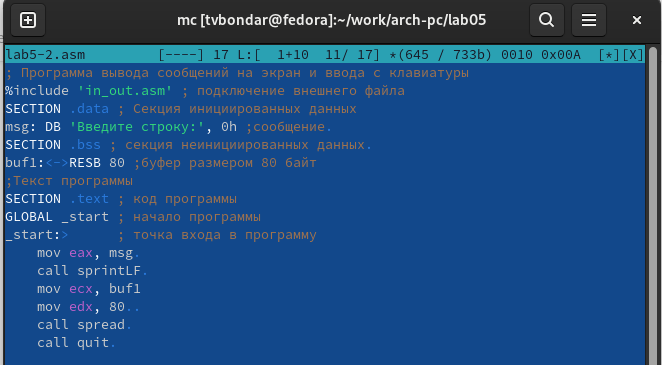 mc [tvbondar@fedora]:~/work/arch-pc/lab05
lab5-2.asm [----] 17 L:[ 1+10 11/ 17] *(645 / 733b) 0010 0x00A [*][X]
; Программа вывода сообщений на экран и ввода с клавиатуры
%include 'in_out.asm' ; подключение внешнего файла
SECTION .data ; Секция инициированных данных
msg: DB 'Введите строку:', 0h ;сообщение.
SECTION .bss ; секция неинициированных данных.
buf1:<->RESB 80 ;буфер размером 80 байт
;Текст программы
SECTION .text ; код программы
GLOBAL _start ; начало программы
_start:> ; точка входа в программу
mov eax, msg.
call sprintLF.
mov ecx, buf1
mov edx, 80..
call spread.
call quit.